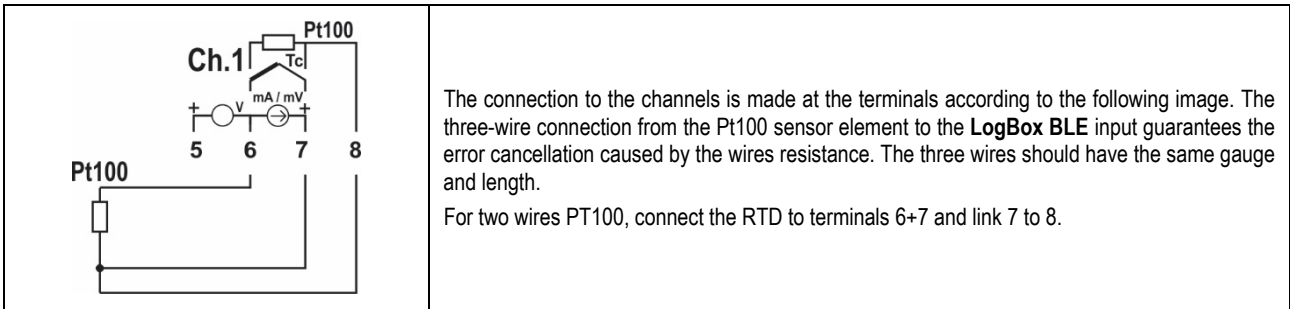 Pt100
Ch.1
Tc
+ V mA / mV +
5 6 7 8
Pt100
The connection to the channels is made at the terminals according to the following image. The
three-wire connection from the Pt100 sensor element to the LogBox BLE input guarantees the
error cancellation caused by the wires resistance. The three wires should have the same gauge
and length.
For two wires PT100, connect the RTD to terminals 6+7 and link 7 to 8.